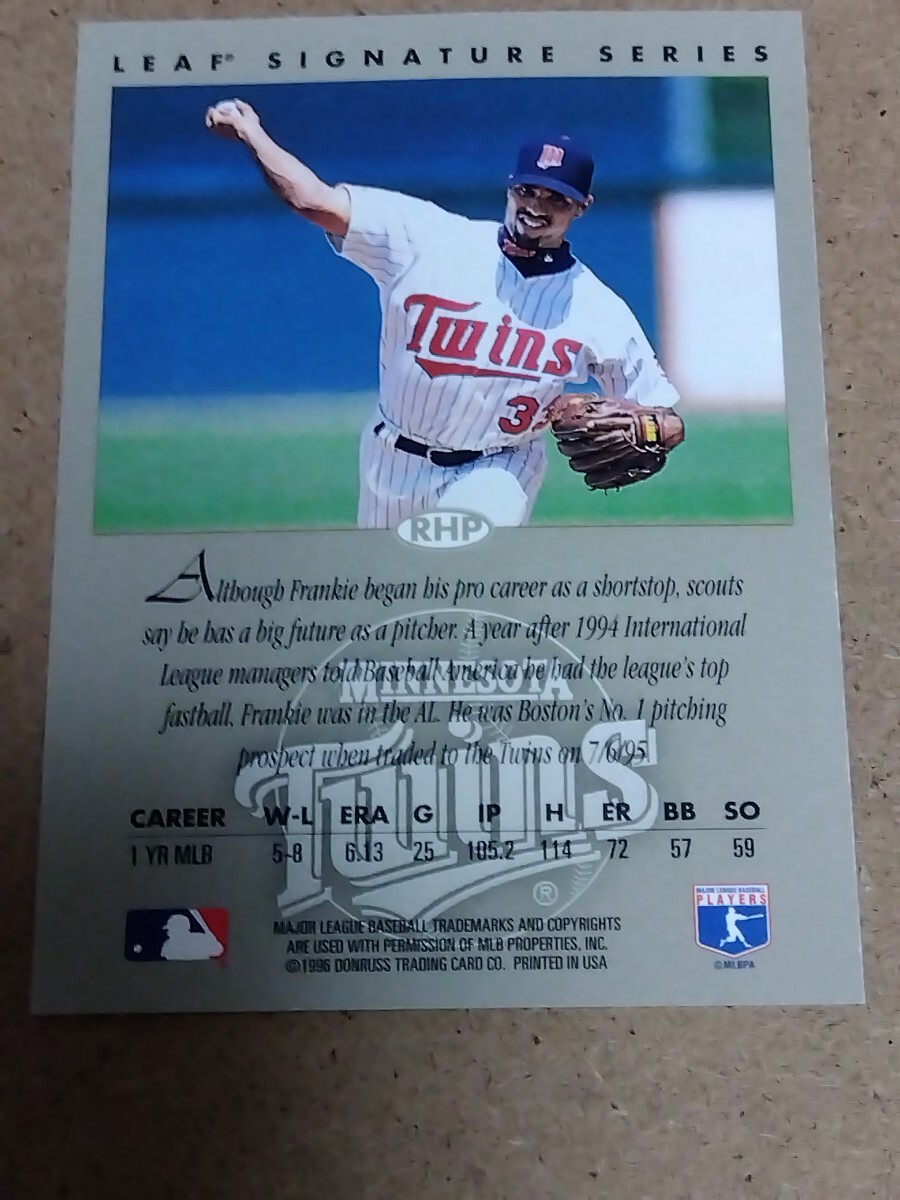 LEAF® SIGNATURE SERIES
Twins
3
RHP
Although Frankie began his pro career as a shortstop, scouts
say he has a big future as a pitcher. A year after 1994 International
League managers told Baseball America he had the league's top
fastball, Frankie was in the AL. He was Boston's No. 1 pitching
prospect when traded to the Twins on 7/6/95.
MINNESOTA
Twins
®
CAREER W-L ERA G IP H ER BB SO
1 YR MLB 5-8 6.13 25 105.2 114 72 57 59
MAJOR LEAGUE BASEBALL TRADEMARKS AND COPYRIGHTS
ARE USED WITH PERMISSION OF MLB PROPERTIES, INC.
©1996 DONRUSS TRADING CARD CO. PRINTED IN USA
MAJOR LEAGUE BASEBALL
PLAYERS
©MLBPA